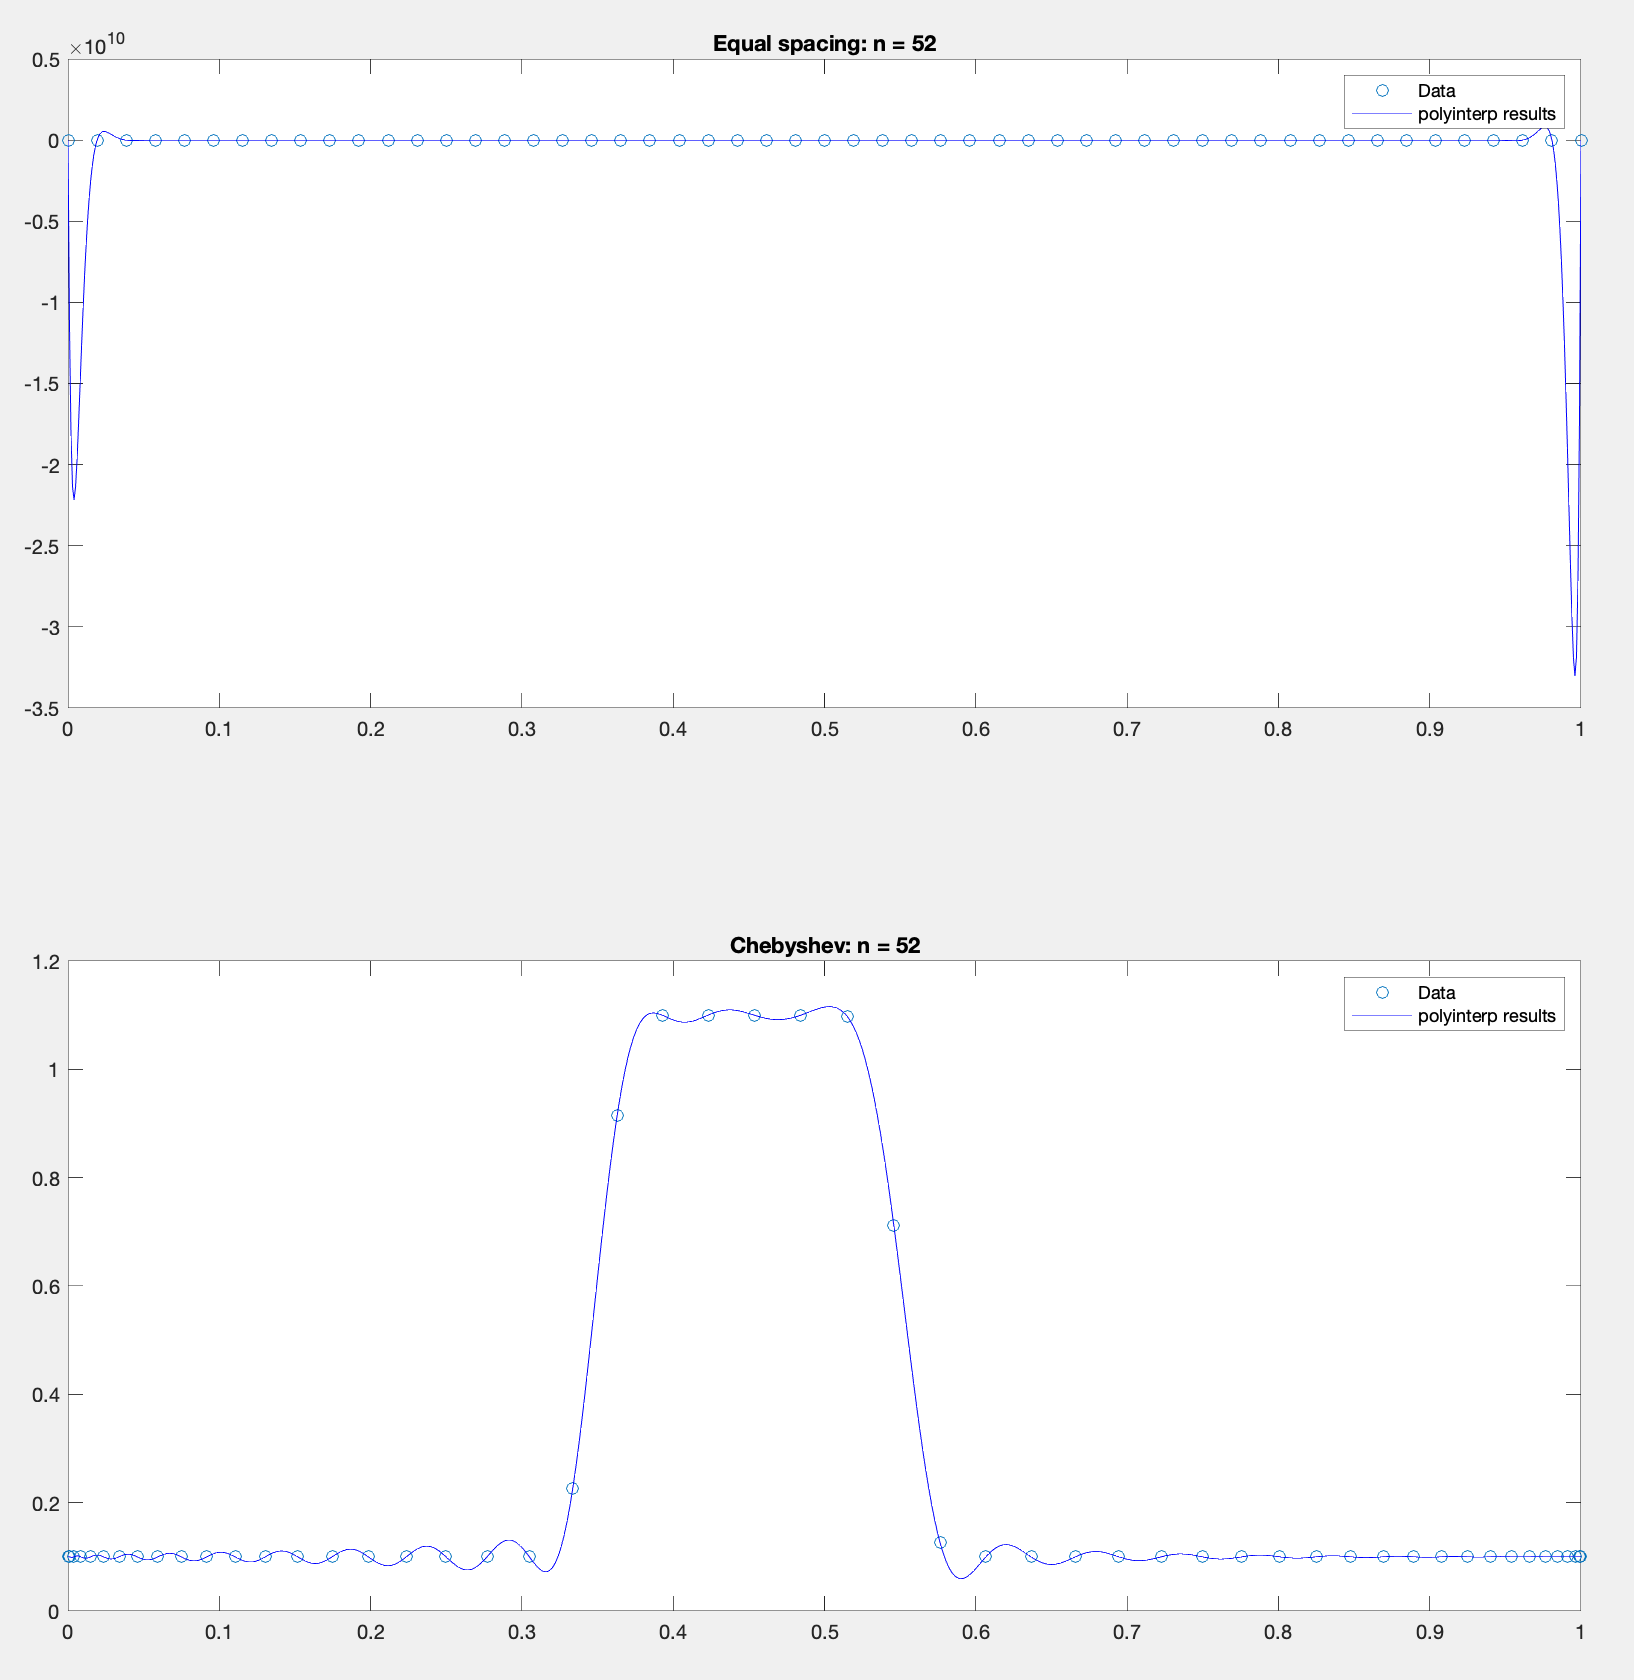 ×10^10
Equal spacing: n = 52
0.5
0
-0.5
-1
-1.5
-2
-2.5
-3
-3.5
Data
polyinterp results
0 0.1 0.2 0.3 0.4 0.5 0.6 0.7 0.8 0.9 1
Chebyshev: n = 52
1.2
1
0.8
0.6
0.4
0.2
0
Data
polyinterp results
0 0.1 0.2 0.3 0.4 0.5 0.6 0.7 0.8 0.9 1